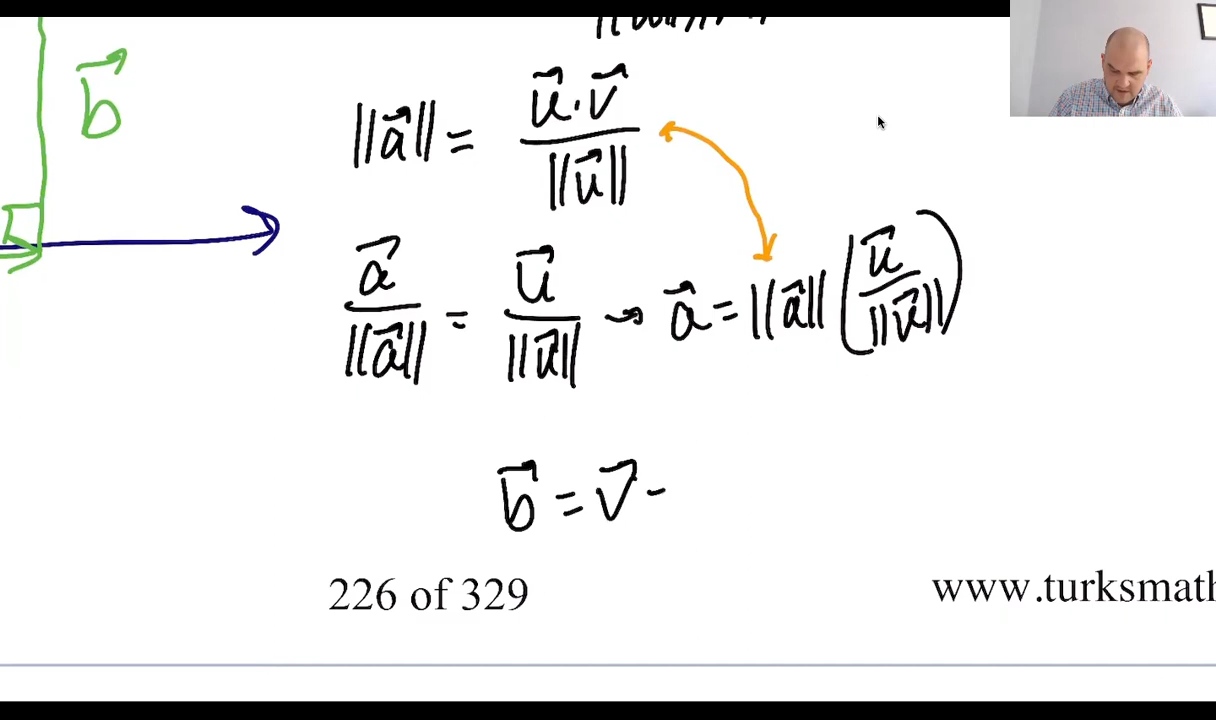 b⃗
‖a⃗‖ = (u⃗ · v⃗) / ‖u⃗‖
a⃗ / ‖a⃗‖ = u⃗ / ‖u⃗‖ → a⃗ = ‖a⃗‖ (u⃗ / ‖u⃗‖)
b⃗ = v⃗ -
226 of 329
www.turksmath